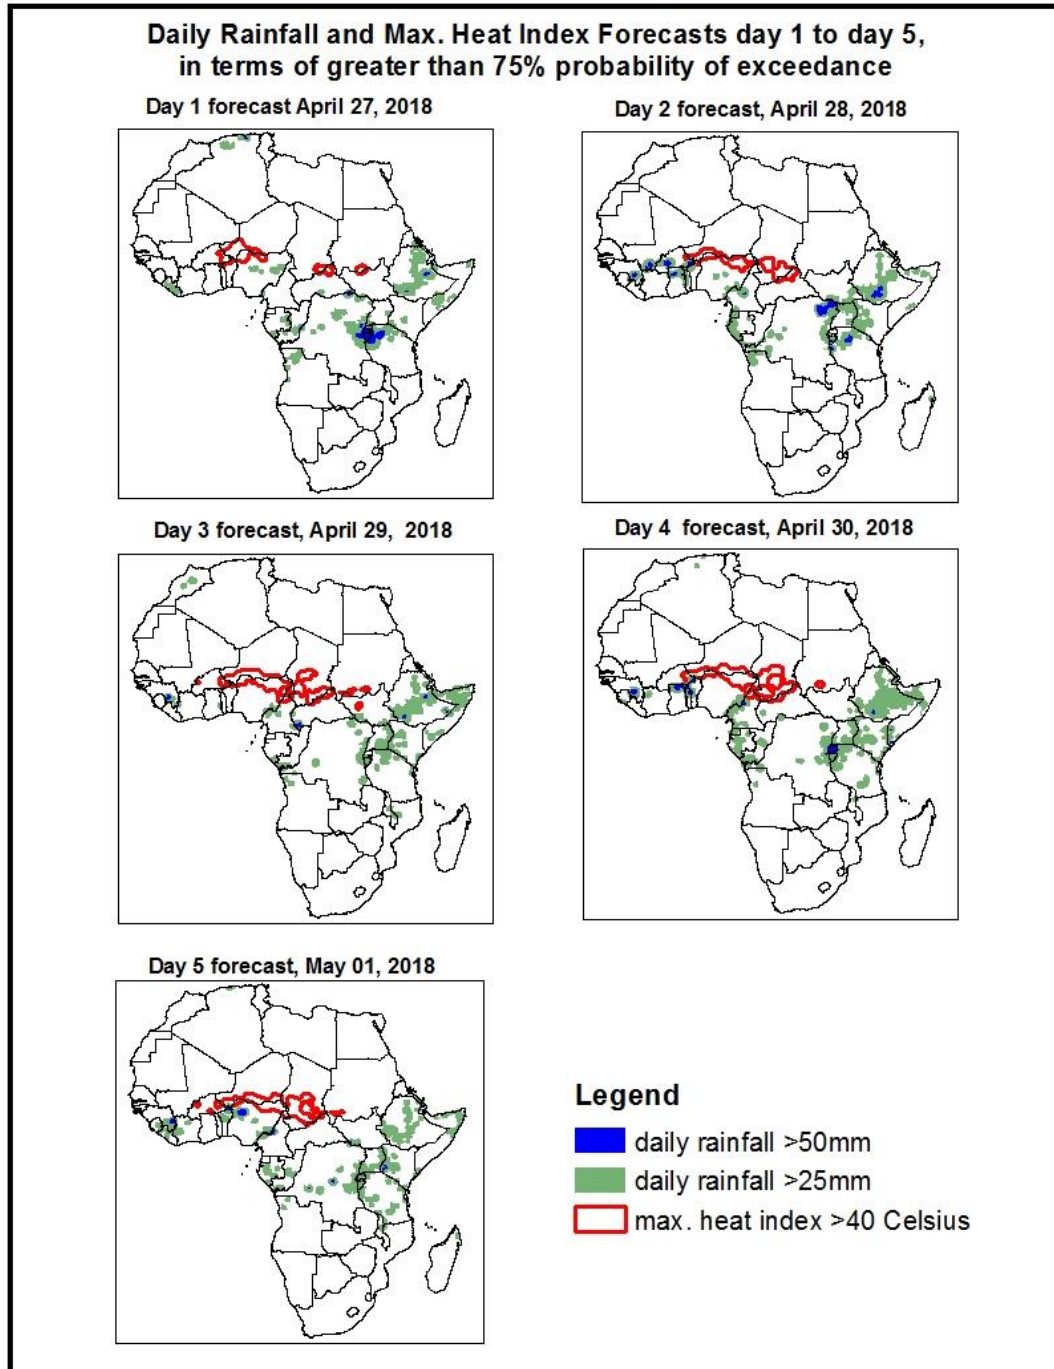 Daily Rainfall and Max. Heat Index Forecasts day 1 to day 5,
in terms of greater than 75% probability of exceedance
Day 1 forecast April 27, 2018
Day 2 forecast, April 28, 2018
Day 3 forecast, April 29, 2018
Day 4 forecast, April 30, 2018
Day 5 forecast, May 01, 2018
Legend
daily rainfall >50mm
daily rainfall >25mm
max. heat index >40 Celsius